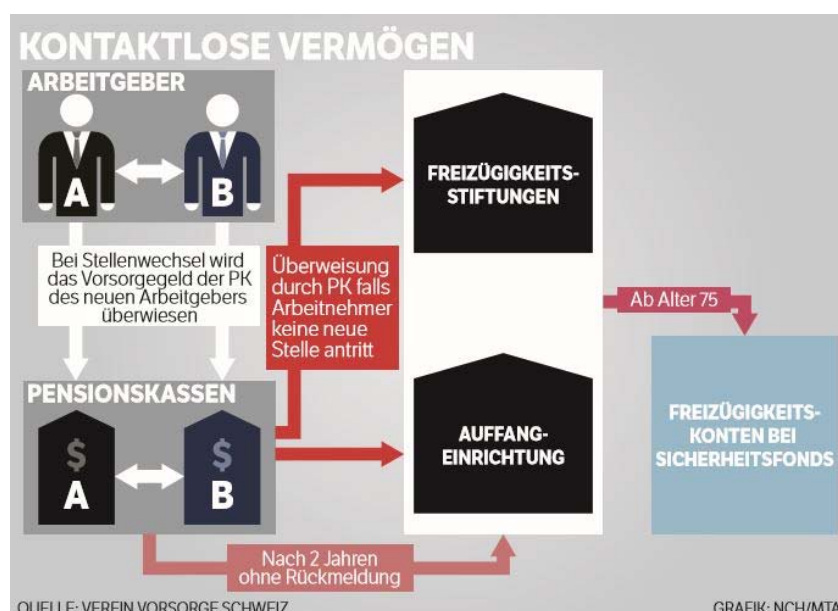 KONTAKTLOSE VERMÖGEN
ARBEITGEBER
A
B
Bei Stellenwechsel wird
das Vorsorgegeld der PK
des neuen Arbeitgebers
überwiesen
Überweisung
durch PK falls
Arbeitnehmer
keine neue
Stelle antritt
FREIZÜGIGKEITS-
STIFTUNGEN
Ab Alter 75
PENSIONSKASSEN
$
A
$
B
AUFFANG-
EINRICHTUNG
FREIZÜGIGKEITS-
KONTEN BEI
SICHERHEITSFONDS
Nach 2 Jahren
ohne Rückmeldung
QUELLE: VEREIN VORSORGE SCHWEIZ
GRAFIK: NCH/MTA